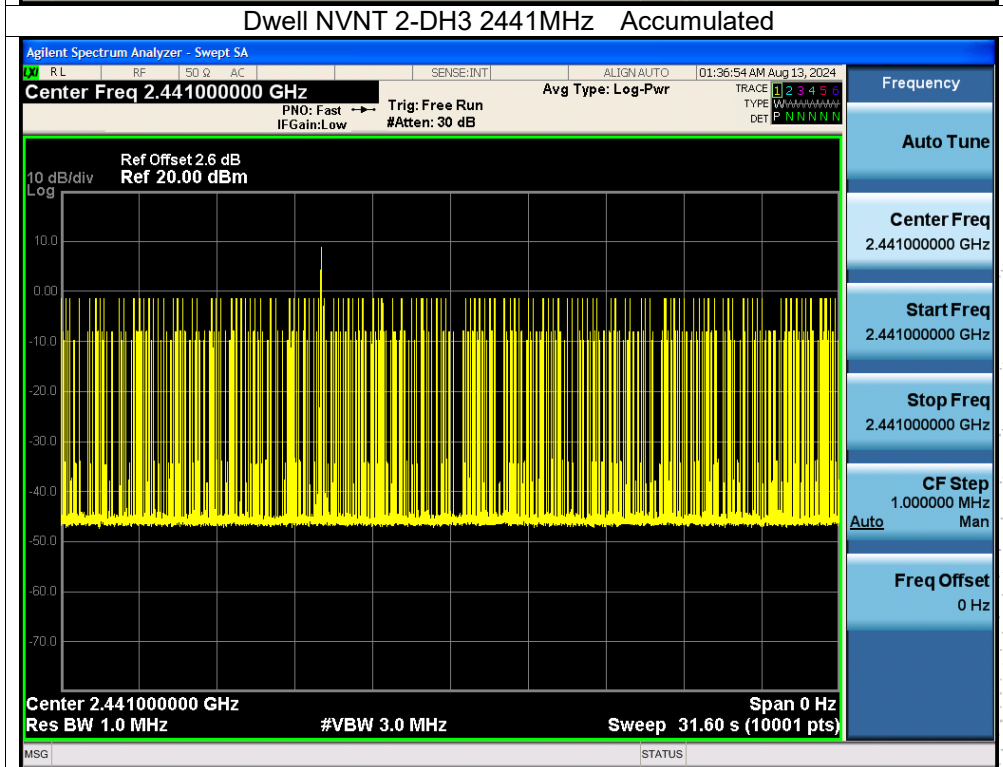 Dwell NVNT 2-DH3 2441MHz Accumulated
Agilent Spectrum Analyzer - Swept SA
LXI RL RF 50 Ω AC SENSE:INT ALIGN AUTO 01:36:54 AM Aug 13, 2024
Center Freq 2.441000000 GHz
PNO: Fast
IFGain:Low
Trig: Free Run
#Atten: 30 dB
Avg Type: Log-Pwr
TRACE 1 2 3 4 5 6
TYPE WWWWWW
DET P N N N N N
Frequency
Auto Tune
Center Freq
2.441000000 GHz
Start Freq
2.441000000 GHz
Stop Freq
2.441000000 GHz
CF Step
1.000000 MHz
Auto Man
Freq Offset
0 Hz
Ref Offset 2.6 dB
10 dB/div Ref 20.00 dBm
Log
10.0
0.00
-10.0
-20.0
-30.0
-40.0
-50.0
-60.0
-70.0
Center 2.441000000 GHz Span 0 Hz
Res BW 1.0 MHz #VBW 3.0 MHz Sweep 31.60 s (10001 pts)
MSG STATUS